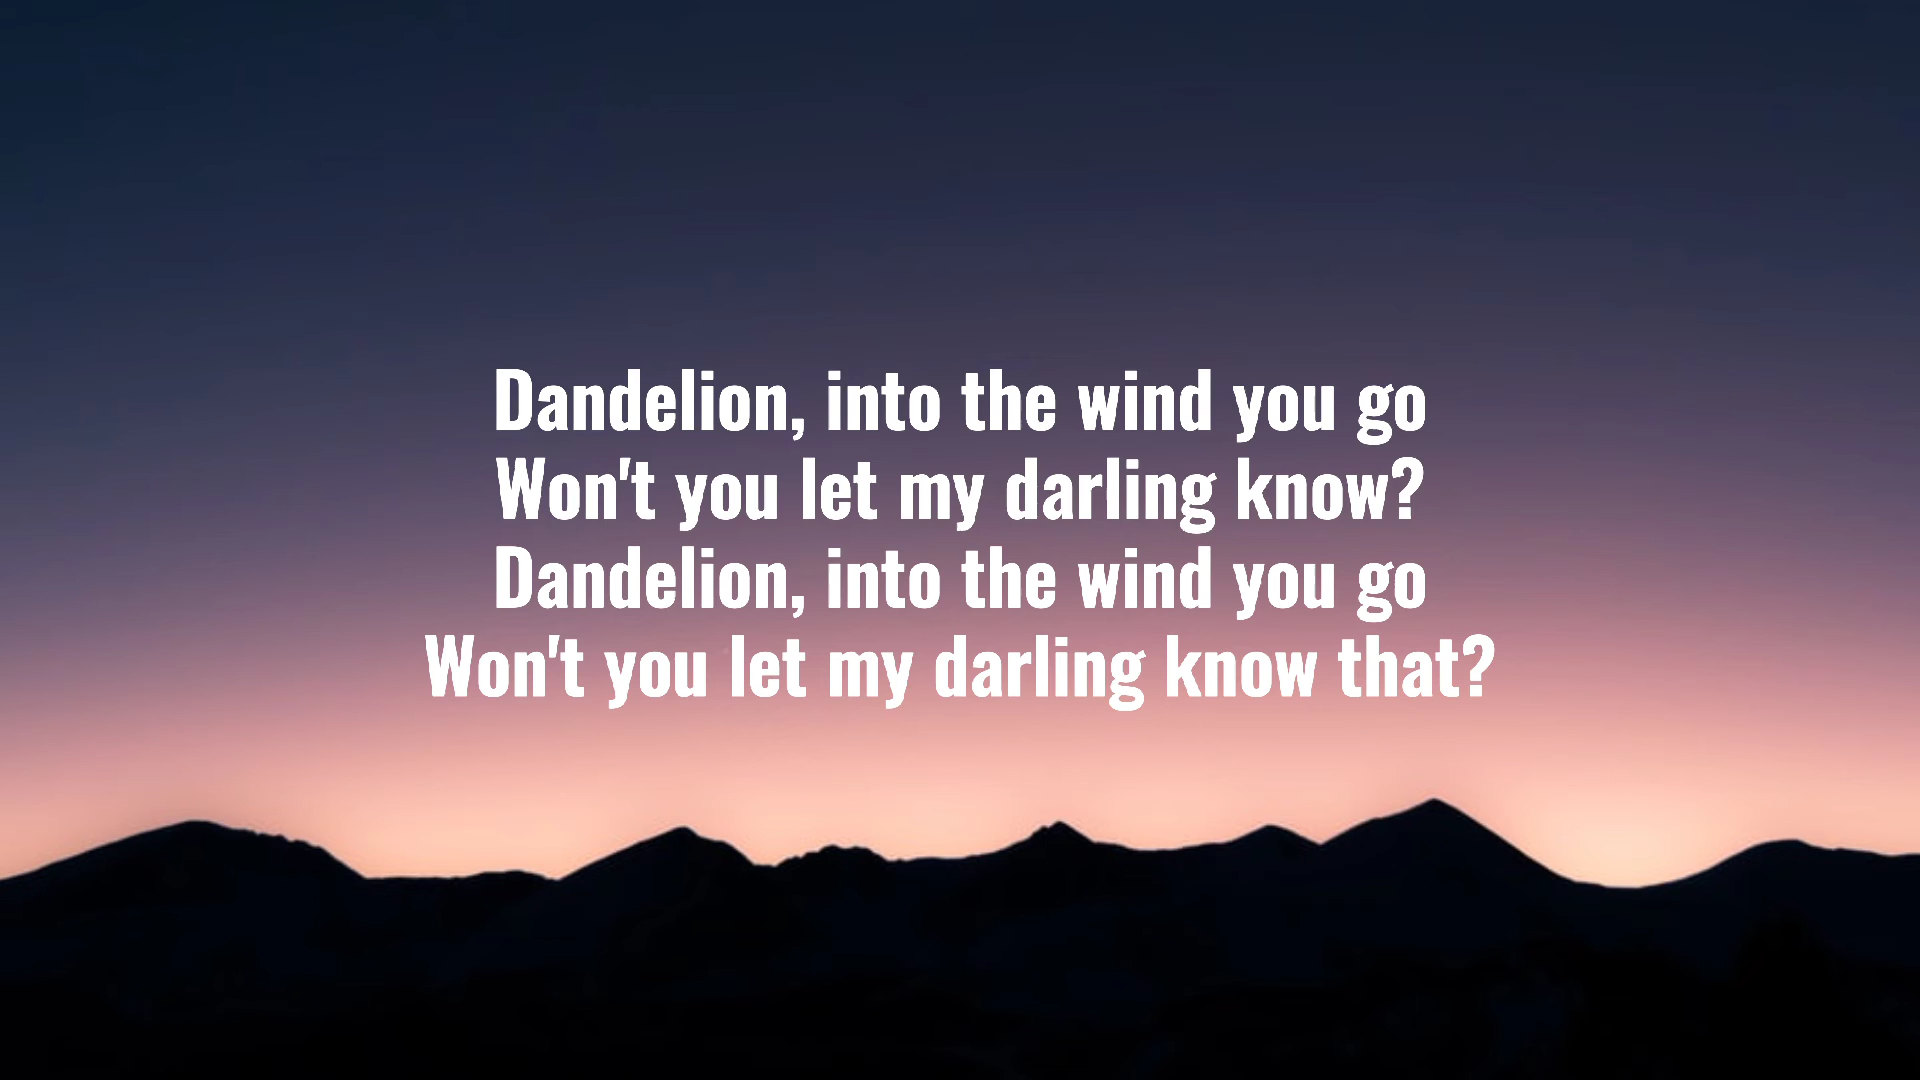 Dandelion, into the wind you go
Won't you let my darling know?
Dandelion, into the wind you go
Won't you let my darling know that?